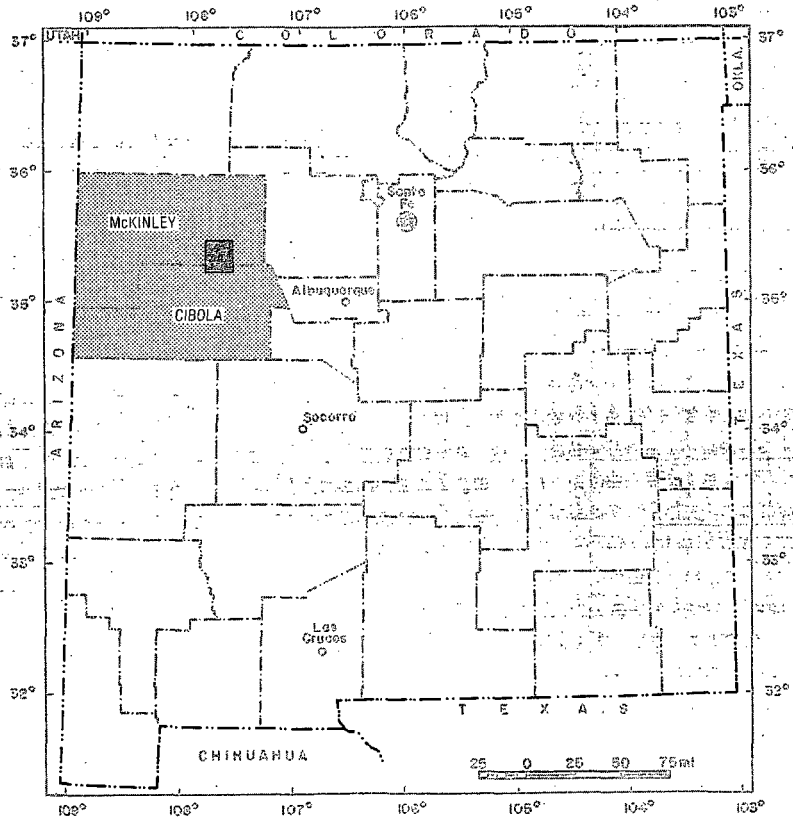 109° 108° 107° 106° 105° 104° 103°
37° UTAH C O L O R A D O 37°
OKLA.
36° 36°
Santa Fe
McKINLEY
35° Albuquerque 35°
CIBOLA
A R I Z O N A
T E X A S
34° Socorro 34°
33° 33°
Las Cruces
32° 32°
T E X A S
CHIHUAHUA
25 0 25 50 75 mi
109° 108° 107° 106° 105° 104° 103°